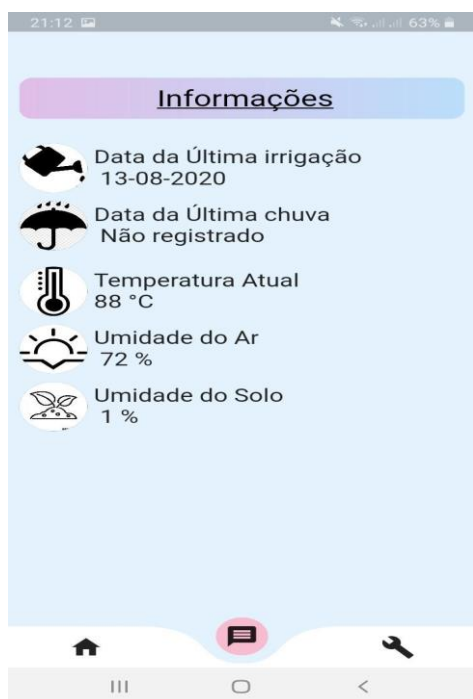 21:12 63%
Informações
Data da Última irrigação
13-08-2020
Data da Última chuva
Não registrado
Temperatura Atual
88 °C
Umidade do Ar
72 %
Umidade do Solo
1 %